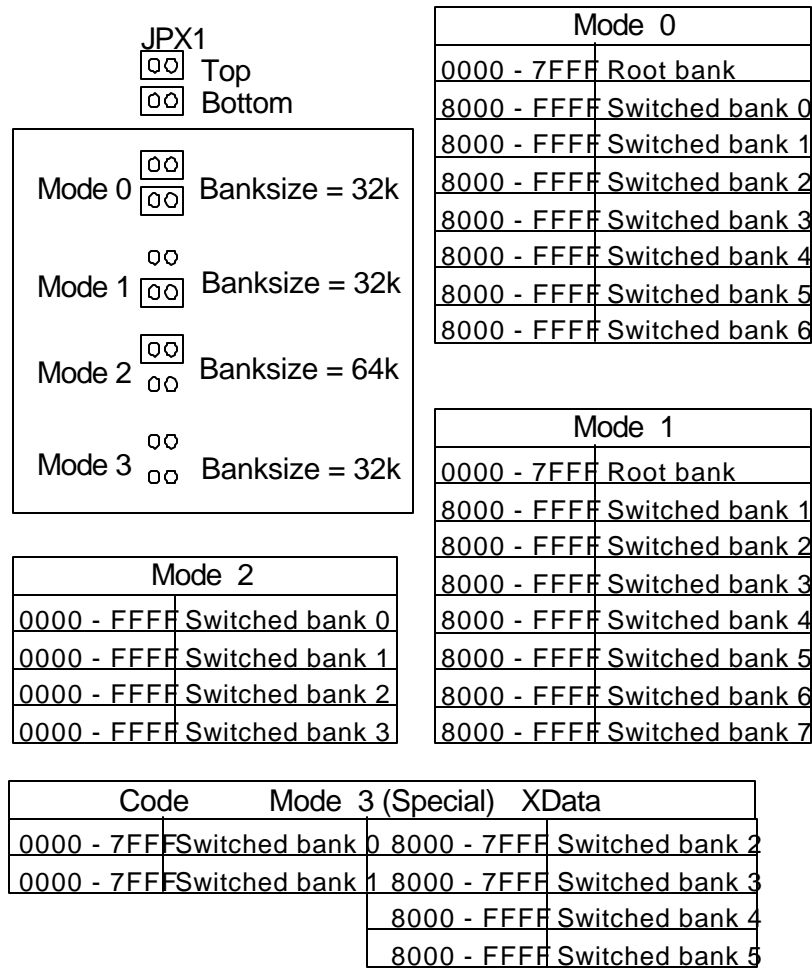 JPX1
Top
Bottom
Mode 0 Banksize = 32k
Mode 1 Banksize = 32k
Mode 2 Banksize = 64k
Mode 3 Banksize = 32k
Mode 0
0000 - 7FFF Root bank
8000 - FFFF Switched bank 0
8000 - FFFF Switched bank 1
8000 - FFFF Switched bank 2
8000 - FFFF Switched bank 3
8000 - FFFF Switched bank 4
8000 - FFFF Switched bank 5
8000 - FFFF Switched bank 6
Mode 1
0000 - 7FFF Root bank
8000 - FFFF Switched bank 1
8000 - FFFF Switched bank 2
8000 - FFFF Switched bank 3
8000 - FFFF Switched bank 4
8000 - FFFF Switched bank 5
8000 - FFFF Switched bank 6
8000 - FFFF Switched bank 7
Mode 2
0000 - FFFF Switched bank 0
0000 - FFFF Switched bank 1
0000 - FFFF Switched bank 2
0000 - FFFF Switched bank 3
Code Mode 3 (Special) XData
0000 - 7FFF Switched bank 0 8000 - 7FFF Switched bank 2
0000 - 7FFF Switched bank 1 8000 - 7FFF Switched bank 3
8000 - FFFF Switched bank 4
8000 - FFFF Switched bank 5